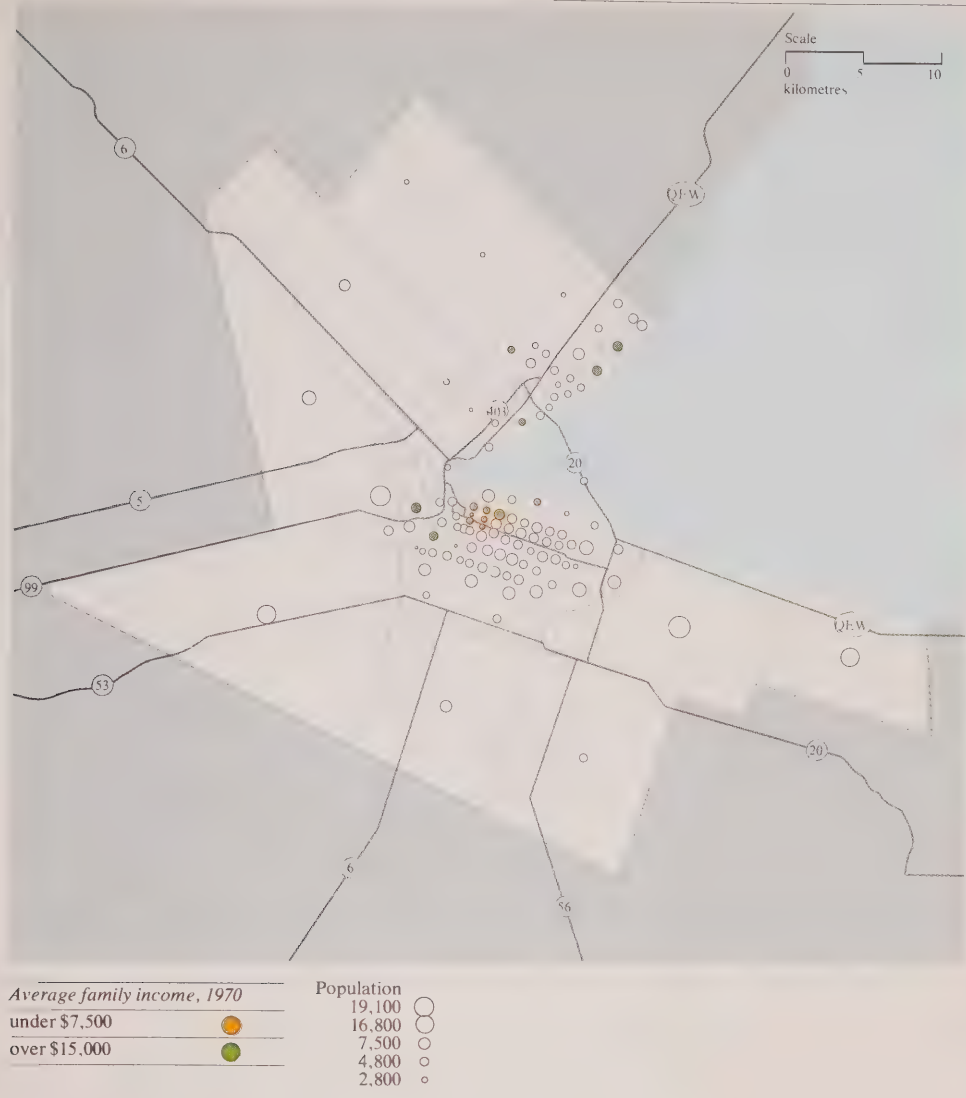 Scale
0 5 10
kilometres
6
QEW
403
20
5
99
QEW
53
20
6
56
Average family income, 1970
under $7,500
over $15,000
Population
19,100
16,800
7,500
4,800
2,800